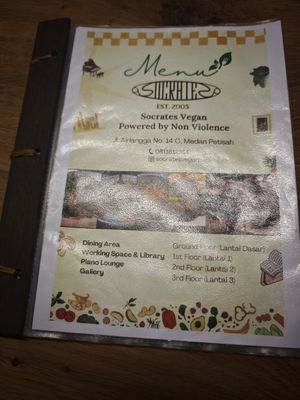 Menu
SOCRATES
EST. 2003
Socrates Vegan
Powered by Non Violence
Jl. Airlangga No. 14 C, Medan Petisah
Dining Area
Ground Floor (Lantai Dasar)
Working Space & Library
1st Floor (Lantai 1)
Piano Lounge
2nd Floor (Lantai 2)
Gallery
3rd Floor (Lantai 3)